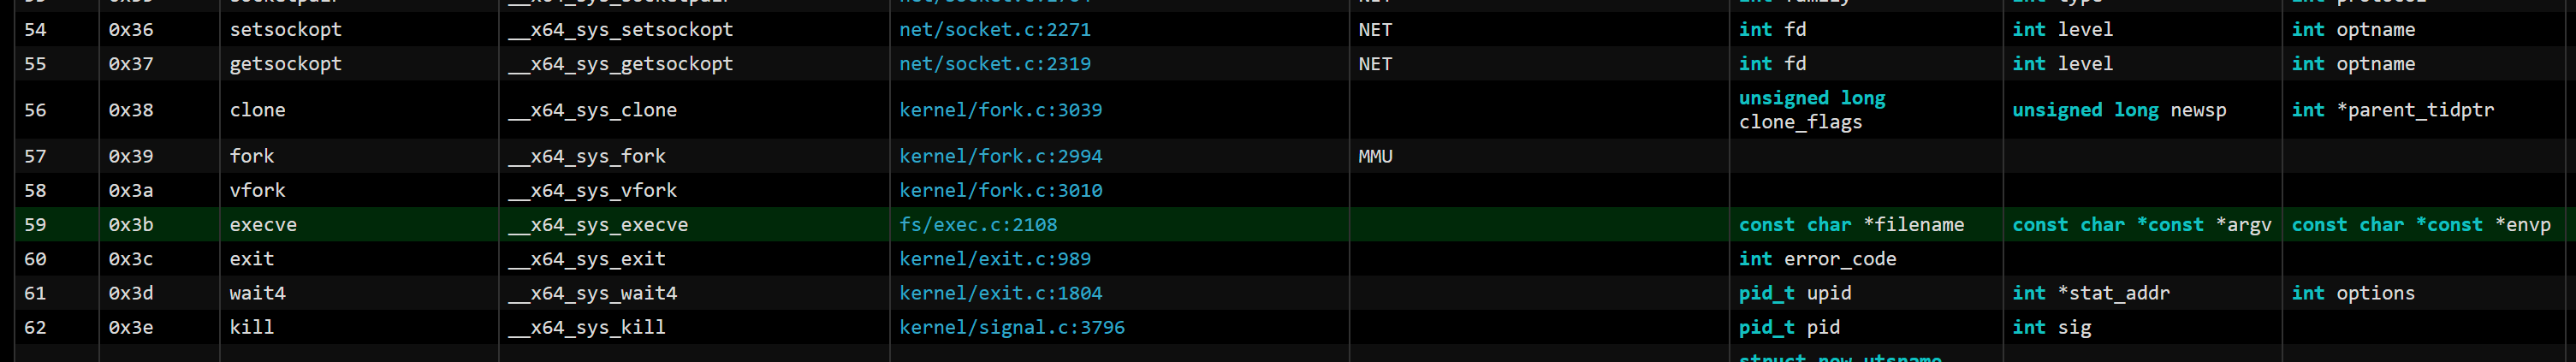 54 0x36 setsockopt __x64_sys_setsockopt net/socket.c:2271 NET int fd int level int optname
55 0x37 getsockopt __x64_sys_getsockopt net/socket.c:2319 NET int fd int level int optname
56 0x38 clone __x64_sys_clone kernel/fork.c:3039 unsigned long clone_flags unsigned long newsp int *parent_tidptr
57 0x39 fork __x64_sys_fork kernel/fork.c:2994 MMU
58 0x3a vfork __x64_sys_vfork kernel/fork.c:3010
59 0x3b execve __x64_sys_execve fs/exec.c:2108 const char *filename const char *const *argv const char *const *envp
60 0x3c exit __x64_sys_exit kernel/exit.c:989 int error_code
61 0x3d wait4 __x64_sys_wait4 kernel/exit.c:1804 pid_t upid int *stat_addr int options
62 0x3e kill __x64_sys_kill kernel/signal.c:3796 pid_t pid int sig